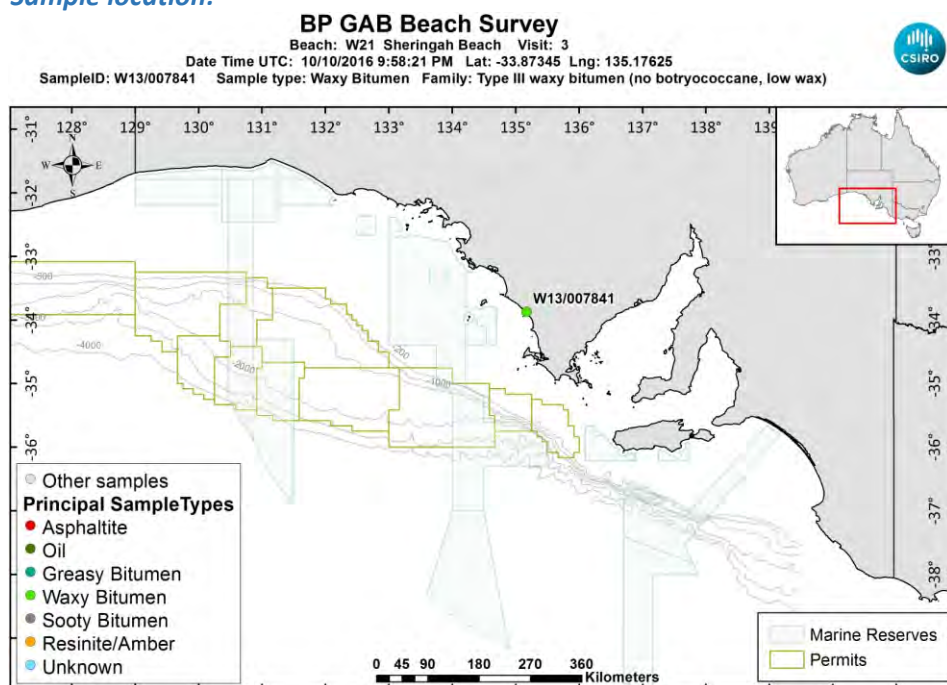 Sample location:
BP GAB Beach Survey
Beach: W21 Sheringah Beach Visit: 3
Date Time UTC: 10/10/2016 9:58:21 PM Lat: -33.87345 Lng: 135.17625
SampleID: W13/007841 Sample type: Waxy Bitumen Family: Type III waxy bitumen (no botryococcane, low wax)
CSIRO
128° 129° 130° 131° 132° 133° 134° 135° 136° 137° 138° 139
-31° -31°
N
W E
S
-32° -32°
-33° -33°
W13/007841
-34° -34°
-200
-4000
-2000
-1000
-35° -35°
-36° -36°
Other samples
Principal SampleTypes
-37°
Asphaltite
Oil
Greasy Bitumen
-38°
Waxy Bitumen
Sooty Bitumen
Resinite/Amber
Unknown
Marine Reserves
Permits
0 45 90 180 270 360
Kilometers